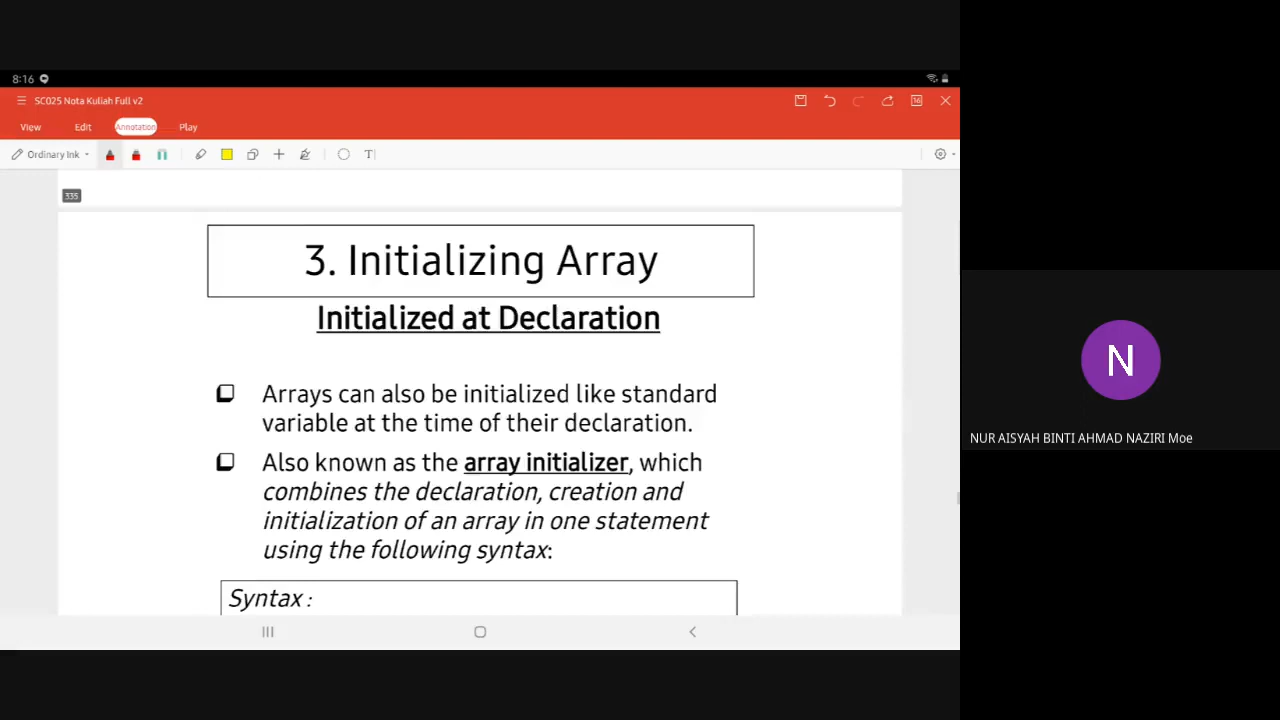 8:16
SC025 Nota Kuliah Full v2
16
View Edit Annotation Play
Ordinary Ink
T
335
3. Initializing Array
Initialized at Declaration
Arrays can also be initialized like standard
variable at the time of their declaration.
Also known as the array initializer, which
combines the declaration, creation and
initialization of an array in one statement
using the following syntax:
Syntax :
N
NUR AISYAH BINTI AHMAD NAZIRI Moe